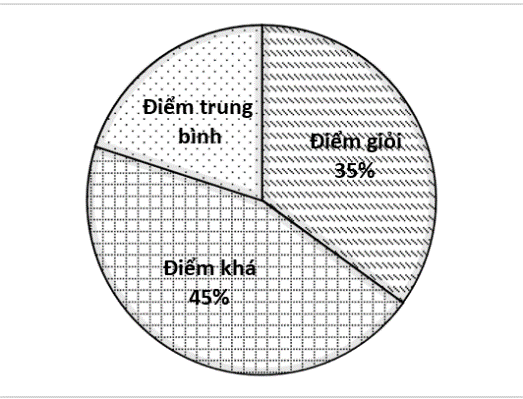 Điểm trung
bình
Điểm giỏi
35%
Điểm khá
45%